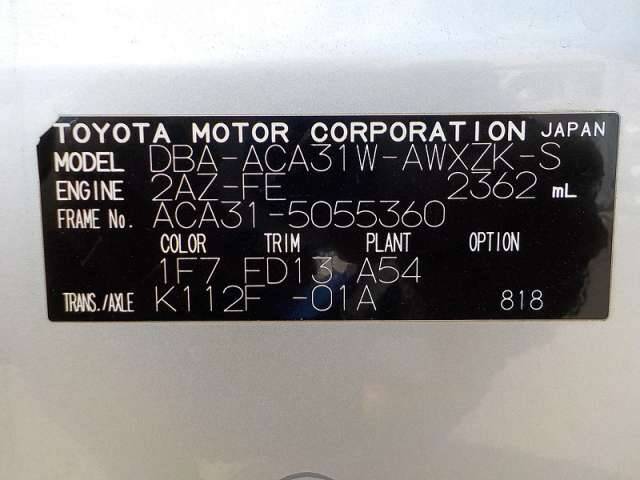 TOYOTA MOTOR CORPORATION JAPAN
MODEL DBA-ACA31W-AWXZK-S
ENGINE 2AZ-FE 2362 mL
FRAME No. ACA31-5055360
COLOR TRIM PLANT OPTION
1F7 FD13 A54
TRANS./AXLE K112F -01A 818